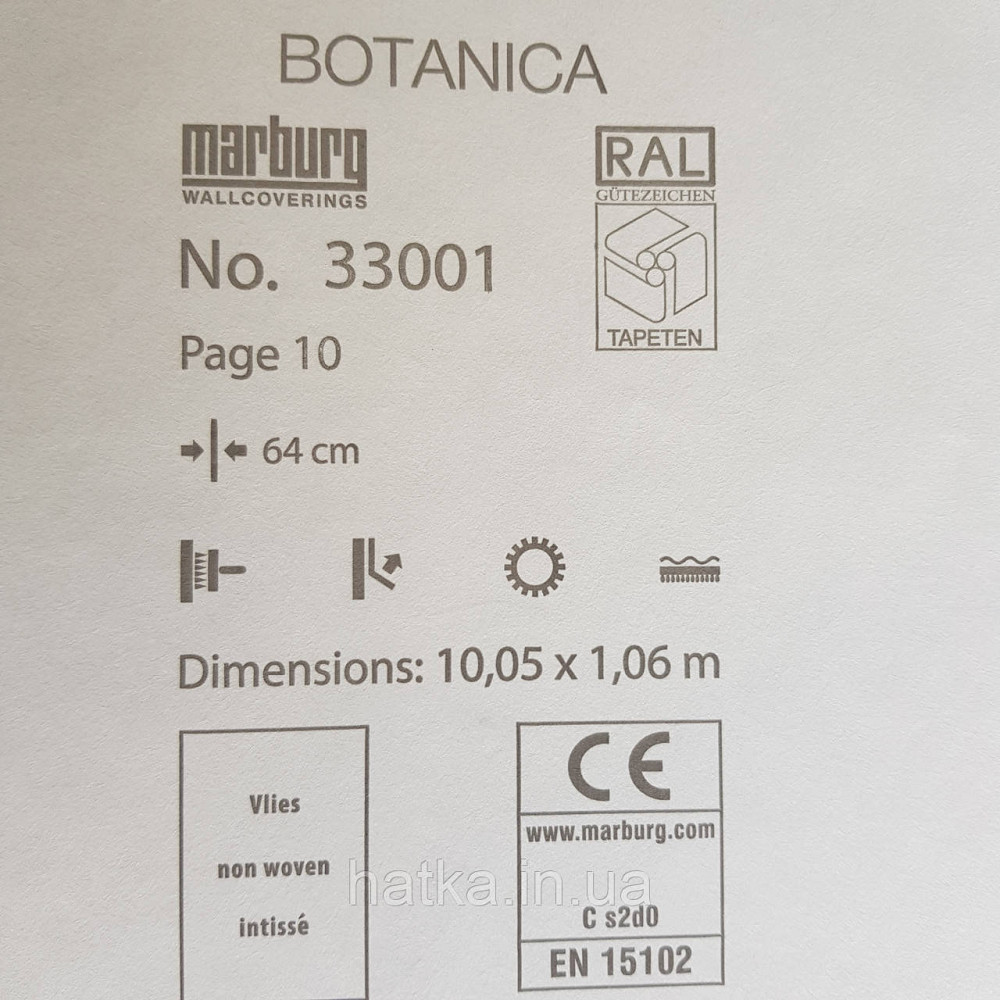 BOTANICA
marburg
WALLCOVERINGS
RAL
GÜTEZEICHEN
TAPETEN
No. 33001
Page 10
64 cm
Dimensions: 10,05 x 1,06 m
Vlies
non woven
intissé
CE
www.marburg.com
C s2d0
EN 15102
hatka.in.ua